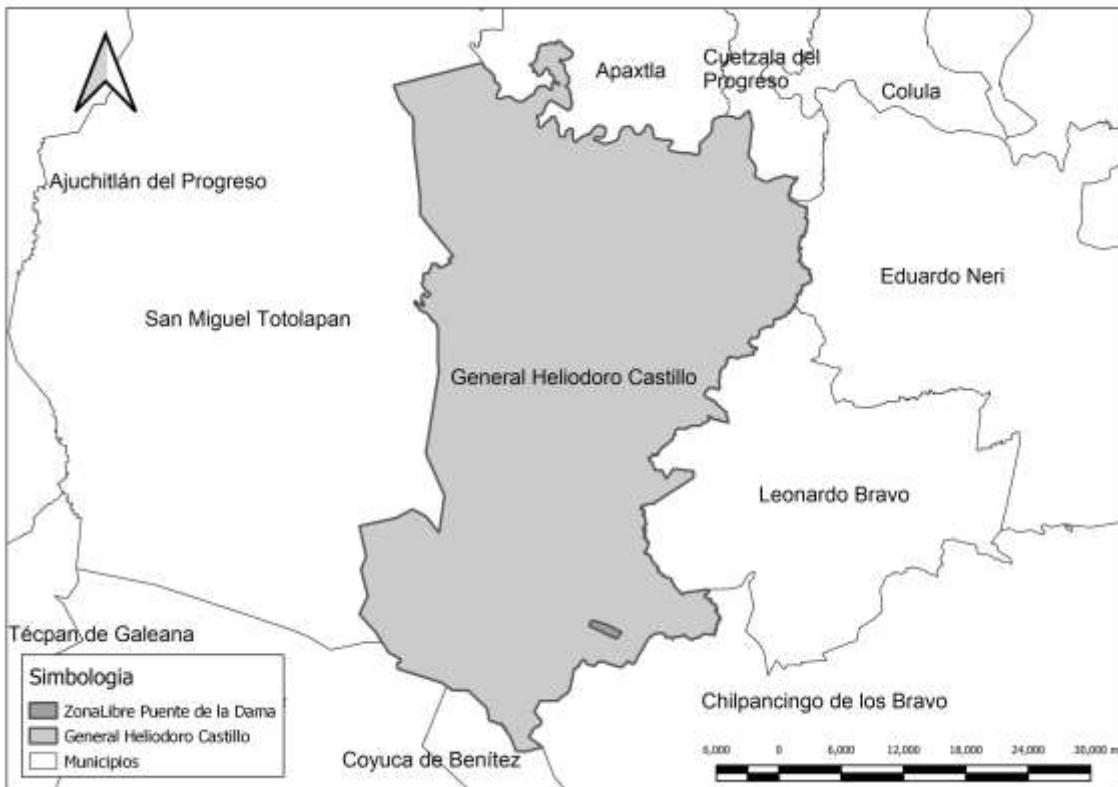 Apaxtla
Cuetzala del
Progreso
Colula
Ajuchitlán del Progreso
Eduardo Neri
San Miguel Totolapan
General Heliodoro Castillo
Leonardo Bravo
Técpan de Galeana
Simbología
ZonaLibre Puente de la Dama
General Heliodoro Castillo
Municipios
Chilpancingo de los Bravo
Coyuca de Benítez
6,000 0 6,000 12,000 18,000 24,000 30,000 m